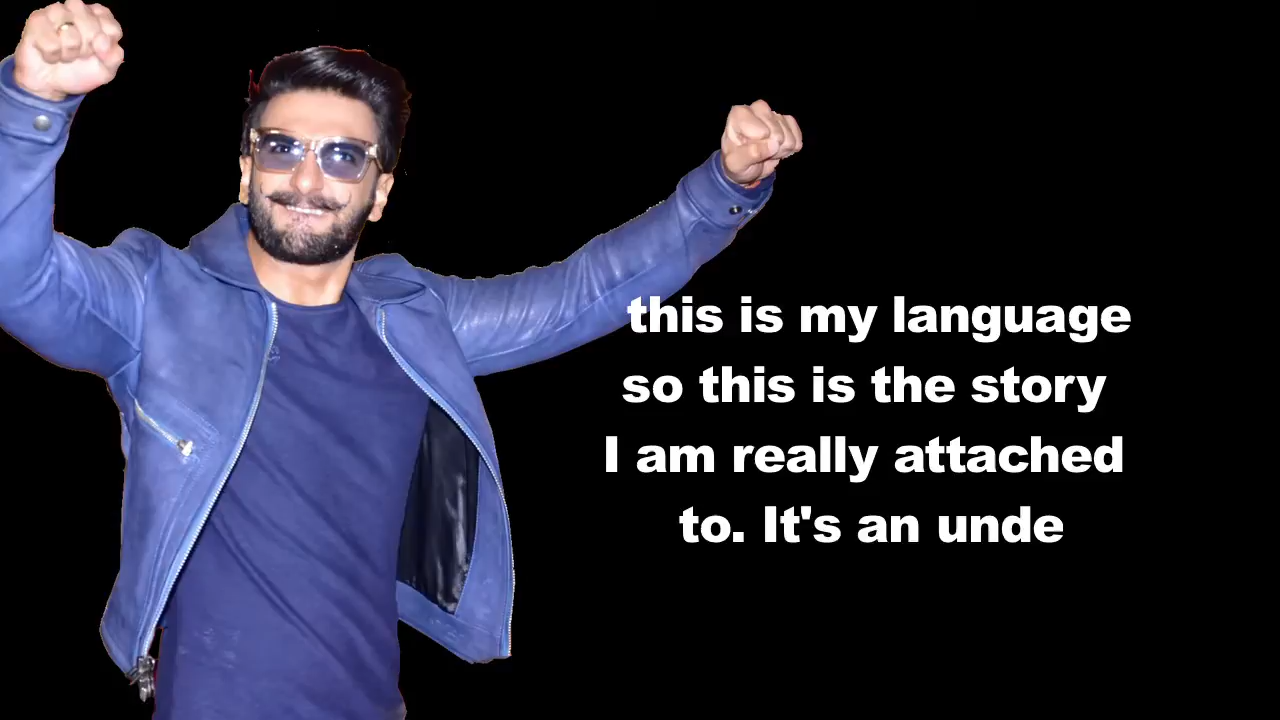 this is my language
so this is the story
I am really attached
to. It's an unde